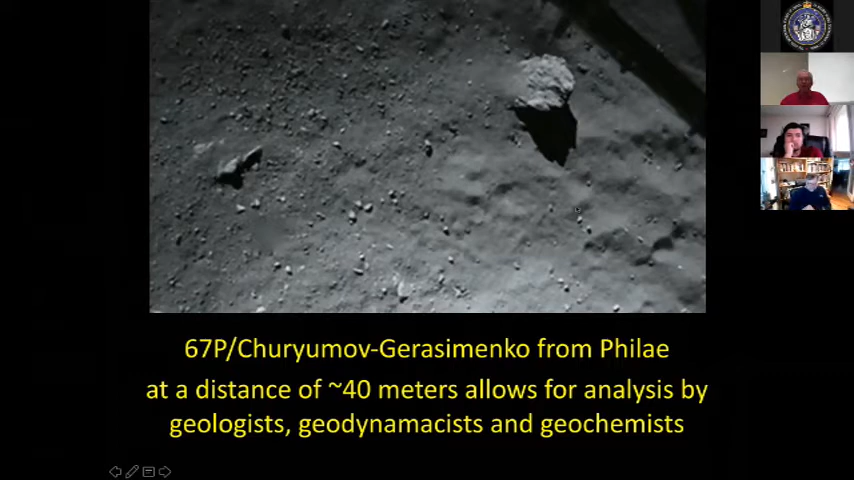 67P/Churyumov-Gerasimenko from Philae
at a distance of ~40 meters allows for analysis by
geologists, geodynamacists and geochemists